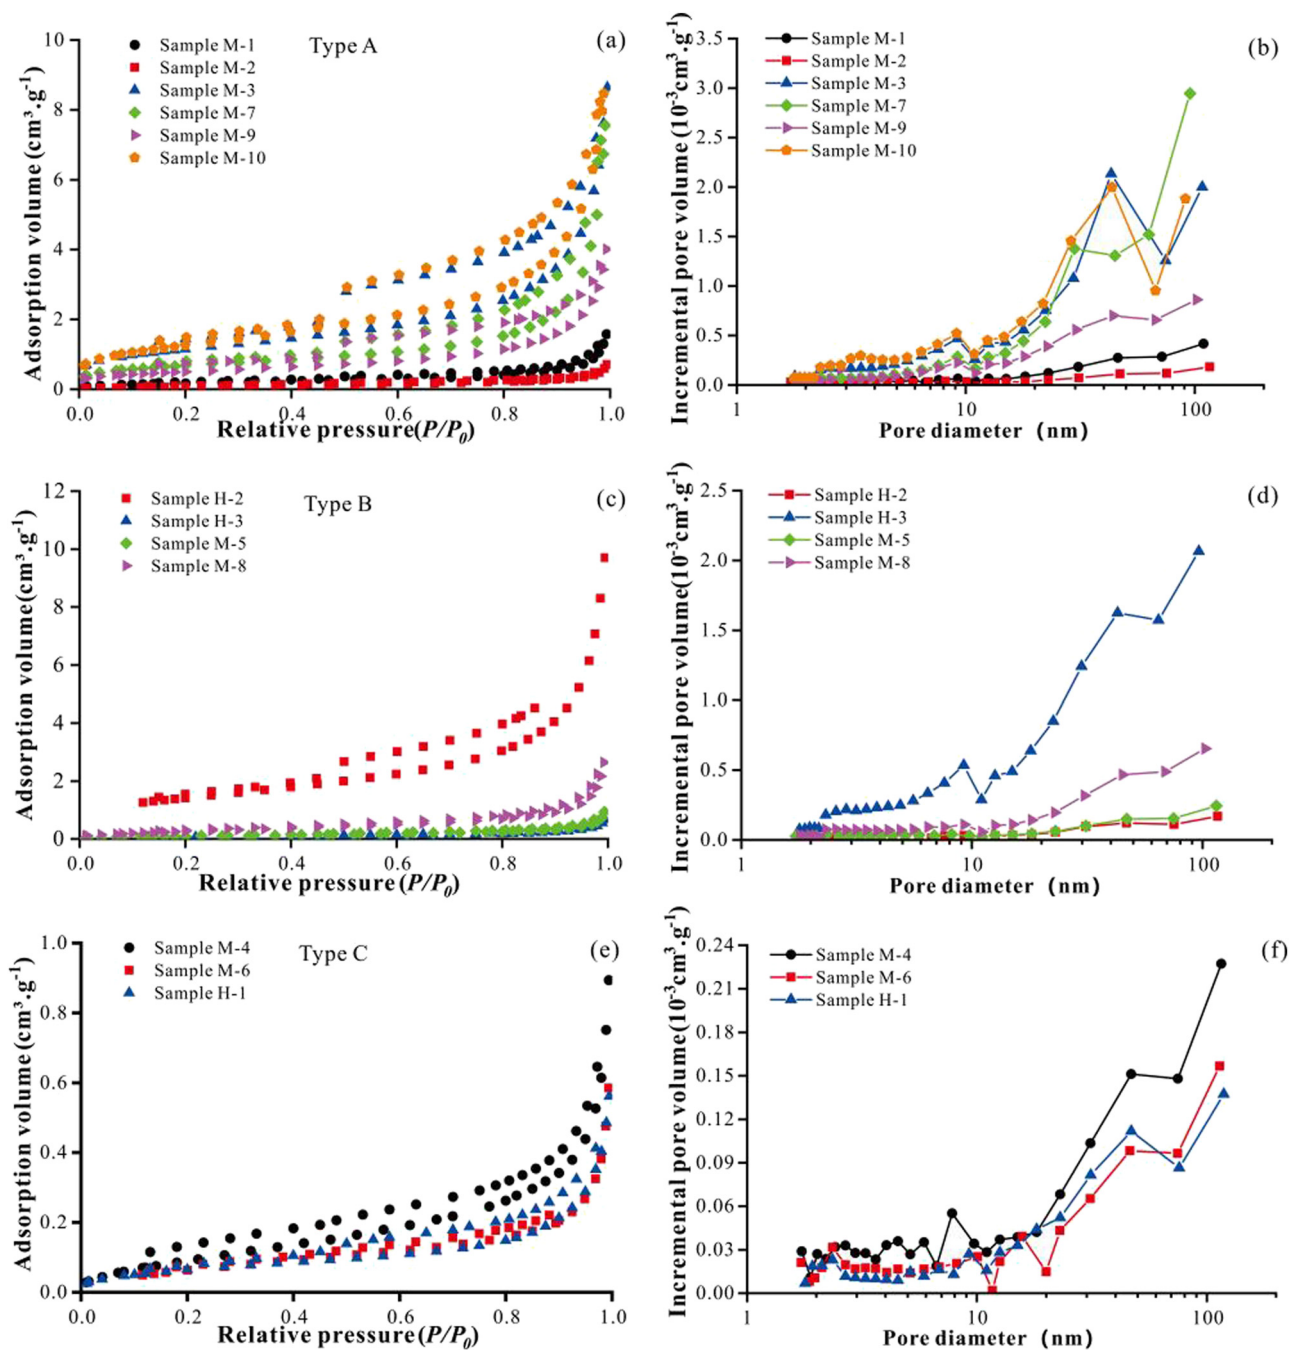 Adsorption volume (cm³.g⁻¹)
10
8
6
4
2
0
Sample M-1
Sample M-2
Sample M-3
Sample M-7
Sample M-9
Sample M-10
Type A
(a)
0.0
0.2
0.4
0.6
0.8
1.0
Relative pressure(P/P₀)
Incremental pore volume (10⁻³cm³.g⁻¹)
3.5
3.0
2.5
2.0
1.5
1.0
0.5
0.0
Sample M-1
Sample M-2
Sample M-3
Sample M-7
Sample M-9
Sample M-10
(b)
1
10
100
Pore diameter (nm)
Adsorption volume(cm³.g⁻¹)
12
10
8
6
4
2
0
Sample H-2
Sample H-3
Sample M-5
Sample M-8
Type B
(c)
0.0
0.2
0.4
0.6
0.8
1.0
Relative pressure(P/P₀)
Incremental pore volume(10⁻³cm³.g⁻¹)
2.5
2.0
1.5
1.0
0.5
0.0
Sample H-2
Sample H-3
Sample M-5
Sample M-8
(d)
1
10
100
Pore diameter (nm)
Adsorption volume(cm³.g⁻¹)
1.0
0.8
0.6
0.4
0.2
0.0
Sample M-4
Sample M-6
Sample H-1
Type C
(e)
0.0
0.2
0.4
0.6
0.8
1.0
Relative pressure(P/P₀)
Incremental pore volume(10⁻³cm³.g⁻¹)
0.24
0.21
0.18
0.15
0.12
0.09
0.06
0.03
0.00
Sample M-4
Sample M-6
Sample H-1
(f)
1
10
100
Pore diameter (nm)